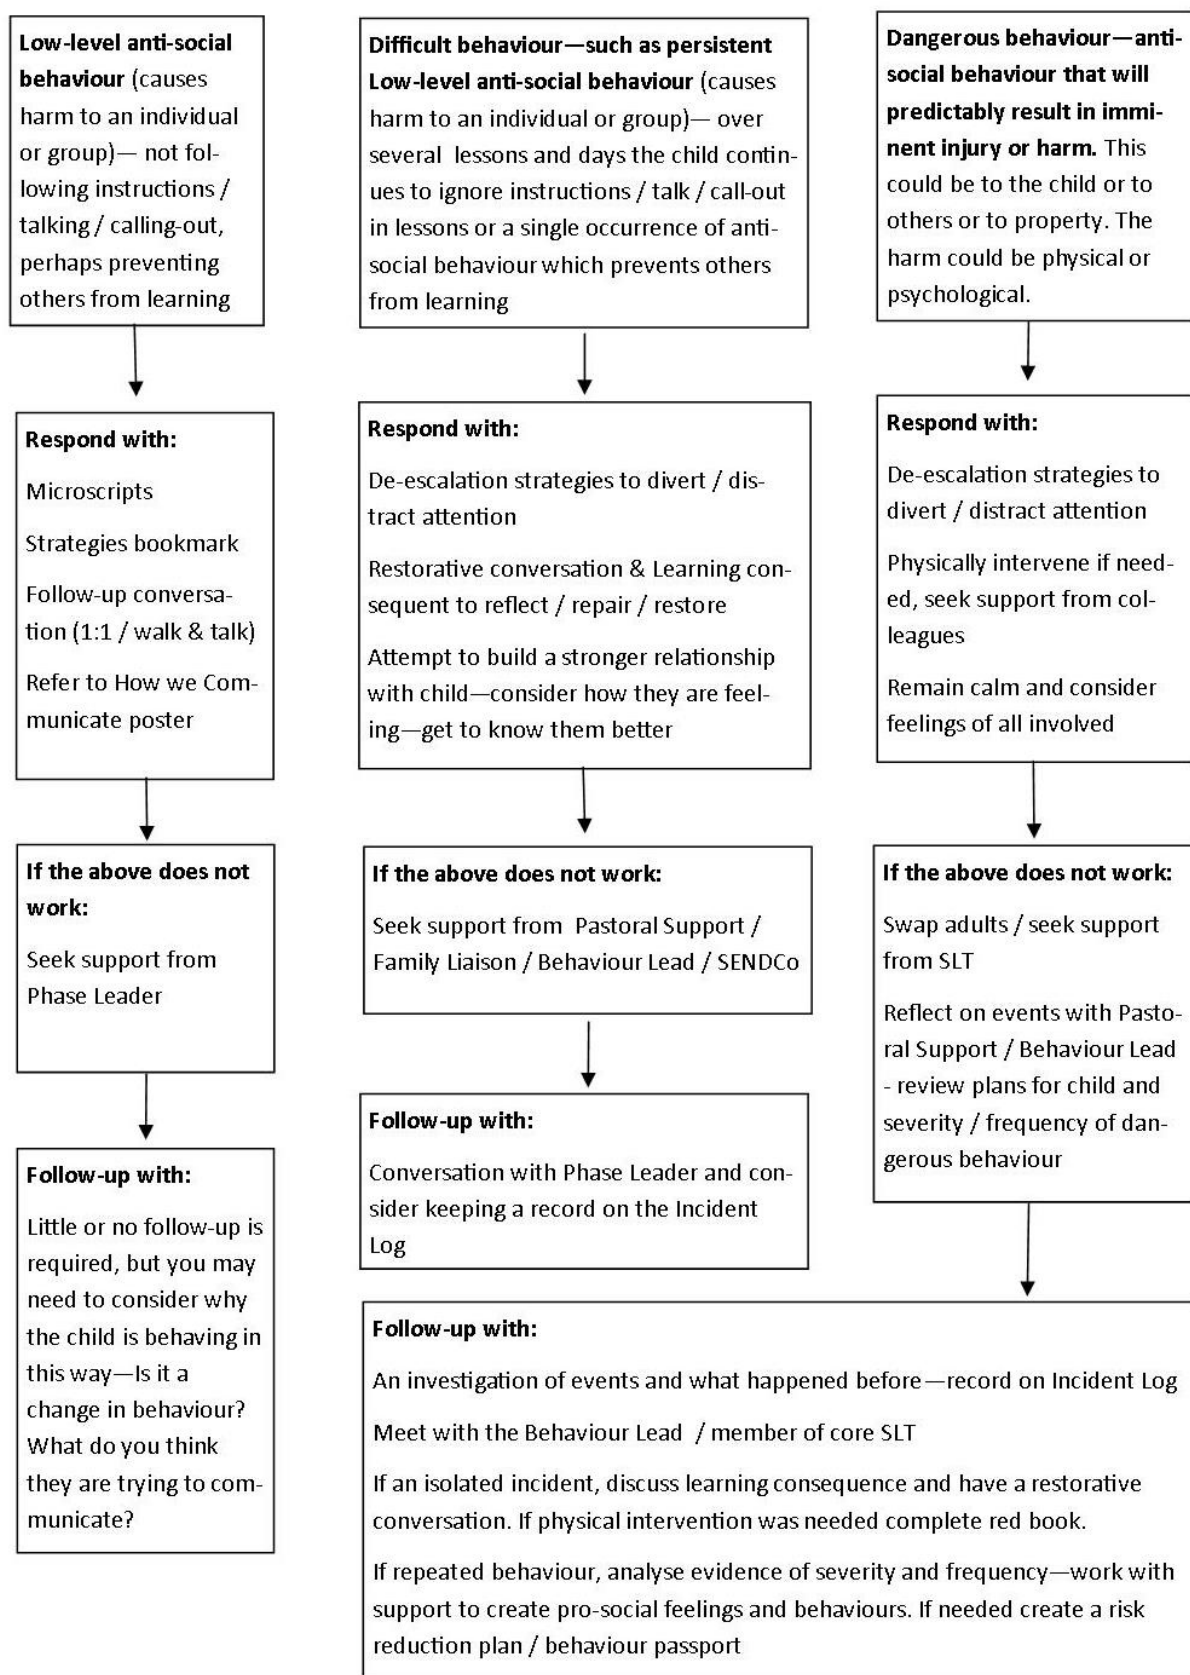 Low-level anti-social
behaviour (causes
harm to an individual
or group)— not fol-
lowing instructions /
talking / calling-out,
perhaps preventing
others from learning
Respond with:
Microscripts
Strategies bookmark
Follow-up conversa-
tion (1:1 / walk & talk)
Refer to How we Com-
municate poster
If the above does not
work:
Seek support from
Phase Leader
Follow-up with:
Little or no follow-up is
required, but you may
need to consider why
the child is behaving in
this way—Is it a
change in behaviour?
What do you think
they are trying to com-
municate?
Difficult behaviour—such as persistent
Low-level anti-social behaviour (causes
harm to an individual or group)— over
several lessons and days the child contin-
ues to ignore instructions / talk / call-out
in lessons or a single occurrence of anti-
social behaviour which prevents others
from learning
Respond with:
De-escalation strategies to divert / dis-
tract attention
Restorative conversation & Learning con-
sequent to reflect / repair / restore
Attempt to build a stronger relationship
with child—consider how they are feel-
ing—get to know them better
If the above does not work:
Seek support from Pastoral Support /
Family Liaison / Behaviour Lead / SENDCo
Follow-up with:
Conversation with Phase Leader and con-
sider keeping a record on the Incident
Log
Dangerous behaviour—anti-
social behaviour that will
predictably result in immi-
nent injury or harm. This
could be to the child or to
others or to property. The
harm could be physical or
psychological.
Respond with:
De-escalation strategies to
divert / distract attention
Physically intervene if need-
ed, seek support from col-
leagues
Remain calm and consider
feelings of all involved
If the above does not work:
Swap adults / seek support
from SLT
Reflect on events with Pasto-
ral Support / Behaviour Lead
- review plans for child and
severity / frequency of dan-
gerous behaviour
Follow-up with:
An investigation of events and what happened before—record on Incident Log
Meet with the Behaviour Lead / member of core SLT
If an isolated incident, discuss learning consequence and have a restorative
conversation. If physical intervention was needed complete red book.
If repeated behaviour, analyse evidence of severity and frequency—work with
support to create pro-social feelings and behaviours. If needed create a risk
reduction plan / behaviour passport